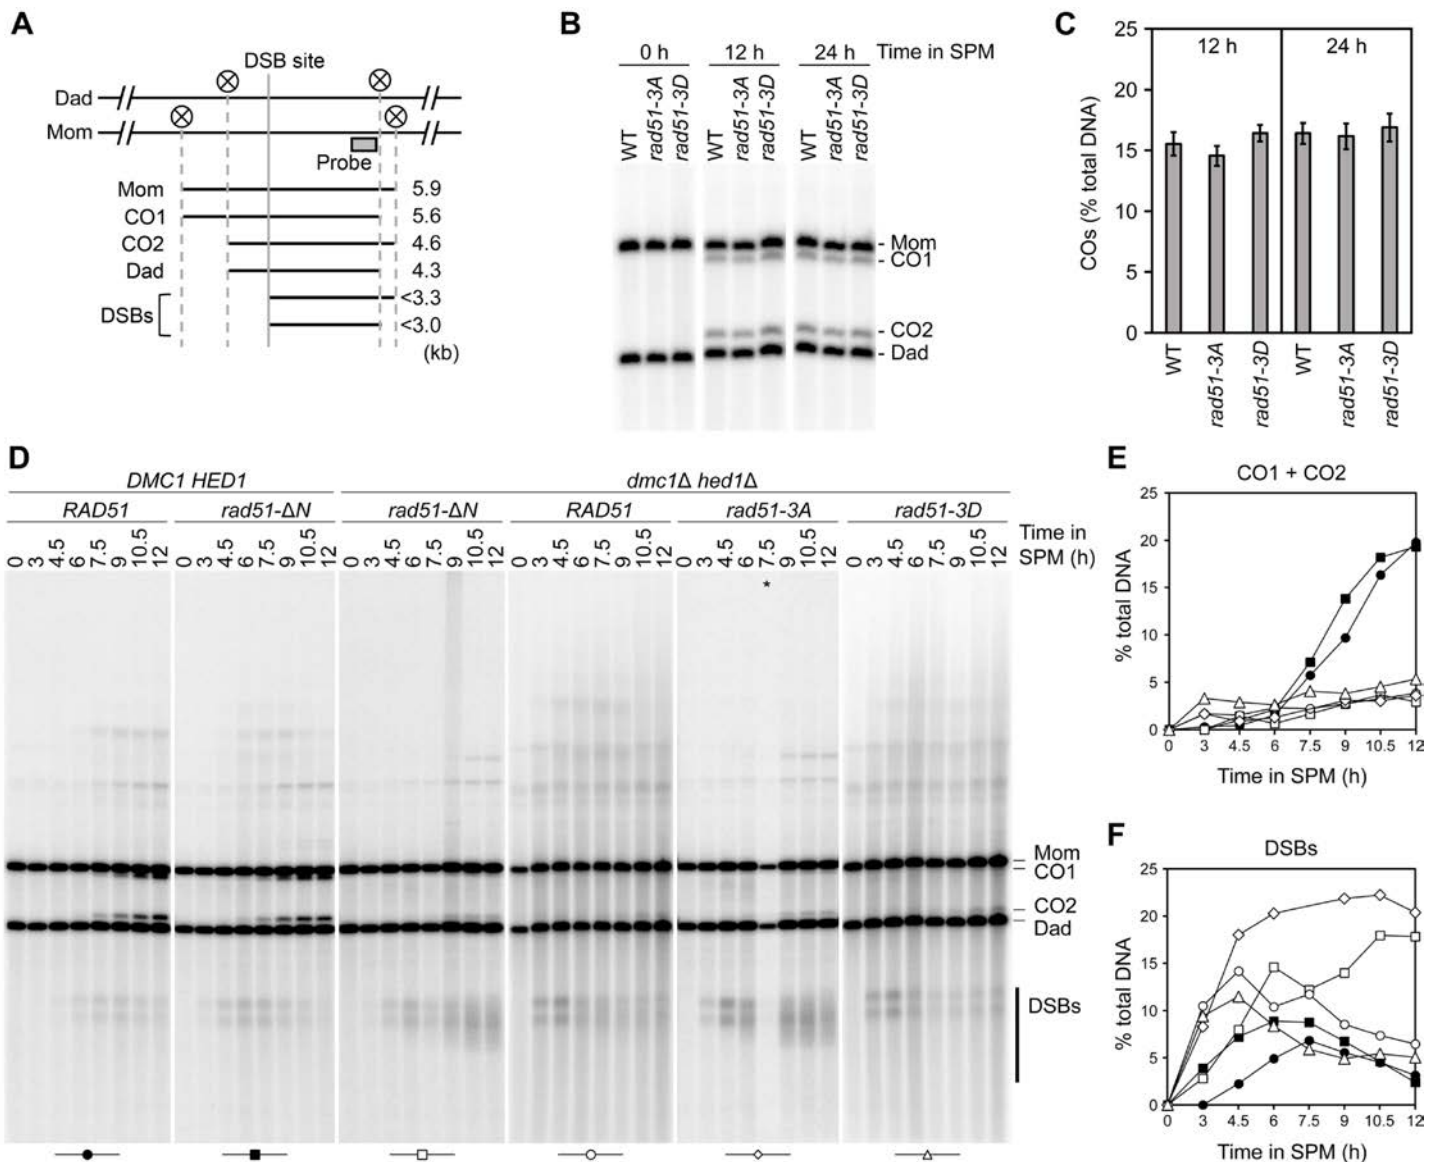 A
DSB site
Dad
Mom
Probe
Mom 5.9
CO1 5.6
CO2 4.6
Dad 4.3
DSBs <3.3
<3.0
(kb)
B
0 h 12 h 24 h Time in SPM
WT rad51-3A rad51-3D WT rad51-3A rad51-3D WT rad51-3A rad51-3D
- Mom
- CO1
- CO2
- Dad
C
COs (% total DNA)
25
20
15
10
5
0
12 h 24 h
WT rad51-3A rad51-3D WT rad51-3A rad51-3D
D
DMC1 HED1 dmc1Δ hed1Δ
RAD51 rad51-ΔN rad51-ΔN RAD51 rad51-3A rad51-3D
0 3 4.5 6 7.5 9 10.5 12 0 3 4.5 6 7.5 9 10.5 12 0 3 4.5 6 7.5 9 10.5 12 0 3 4.5 6 7.5 9 10.5 12 0 3 4.5 6 7.5 9 10.5 12 0 3 4.5 6 7.5 9 10.5 12 Time in
SPM (h)
*
Mom
CO1
CO2
Dad
DSBs
E
CO1 + CO2
% total DNA
25
20
15
10
5
0
0 3 4.5 6 7.5 9 10.5 12
Time in SPM (h)
F
DSBs
% total DNA
25
20
15
10
5
0
0 3 4.5 6 7.5 9 10.5 12
Time in SPM (h)